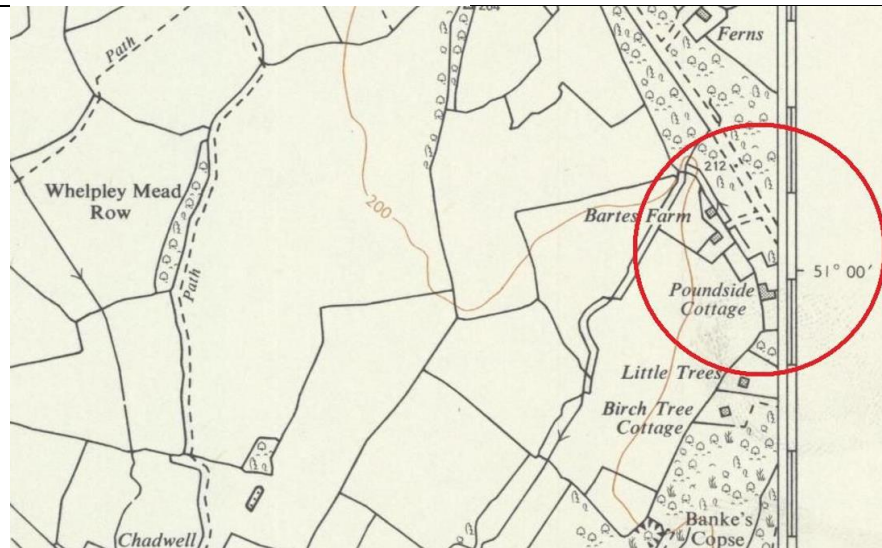 204
Ferns
Path
212
Whelpley Mead
Row
200
Bartes Farm
Path
51° 00′
Poundside
Cottage
Little Trees
Birch Tree
Cottage
Banke's
Copse
Chadwell